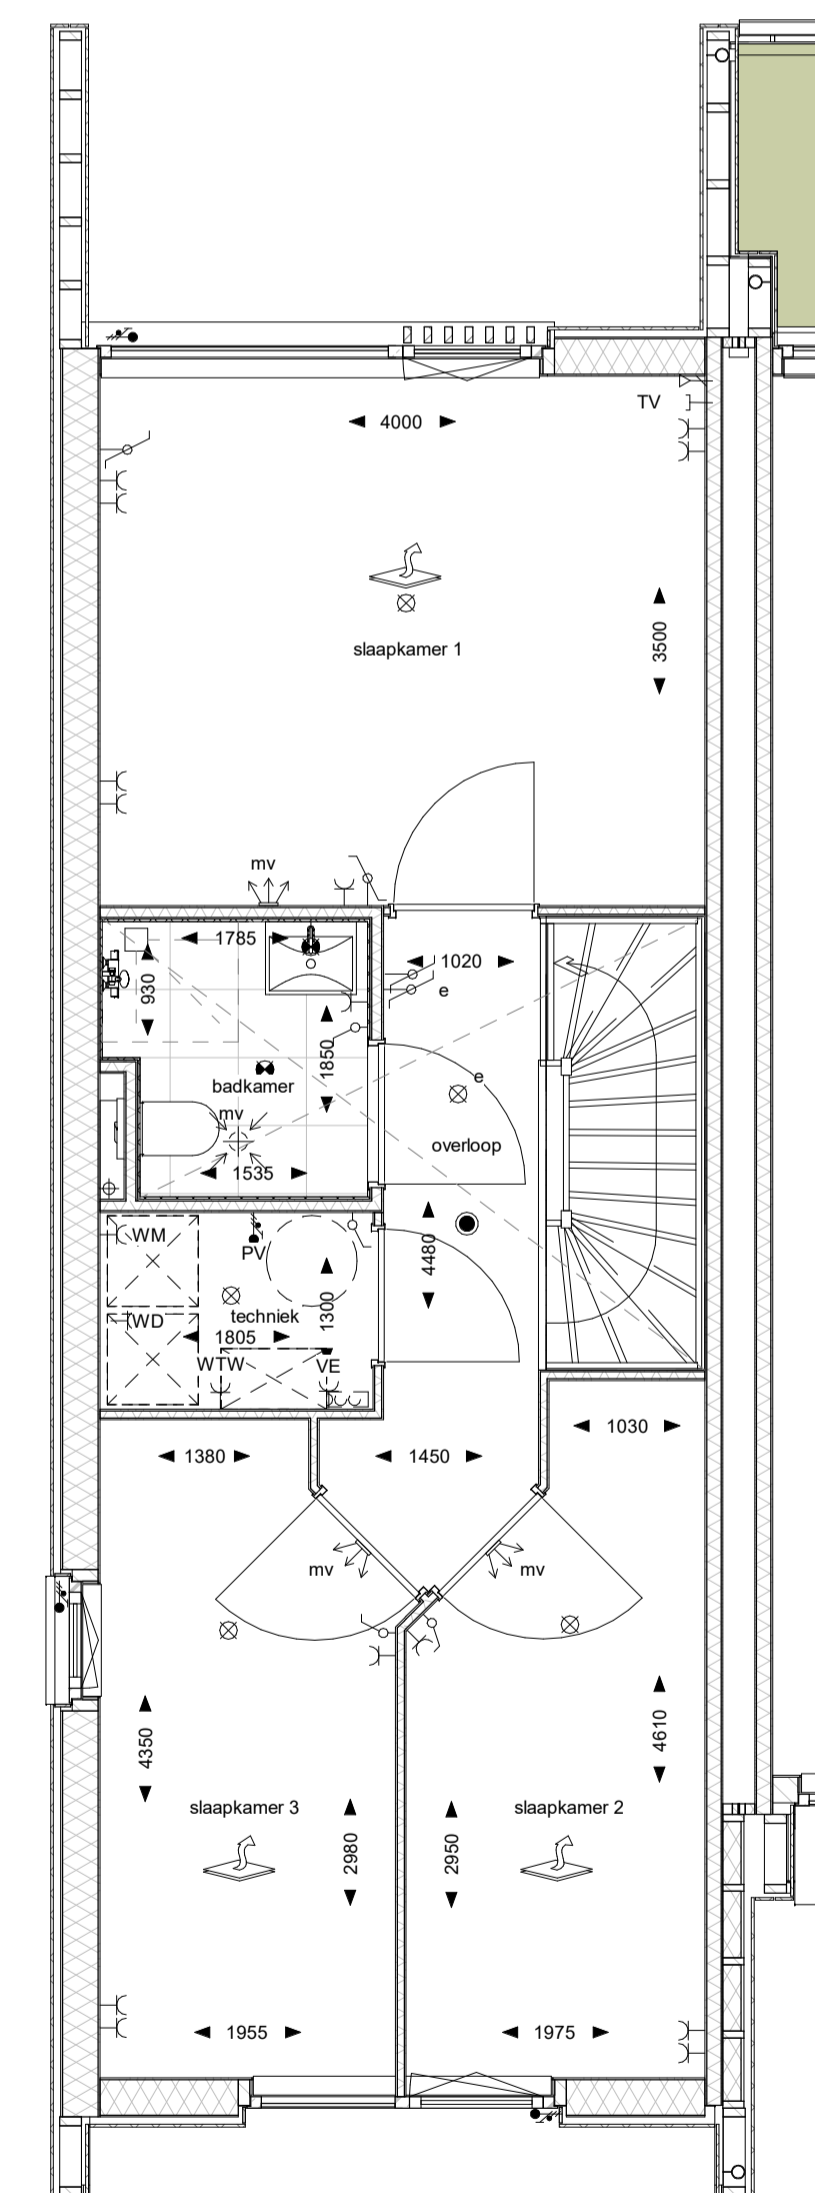 TV
4000
3500
slaapkamer 1
mv
1785
1020
930
e
1850
e
badkamer
mv
overloop
1535
WM
PV
4480
WD
techniek
1300
1805
WTW
VE
1030
1380
1450
mv
mv
4350
4610
slaapkamer 3
slaapkamer 2
2980
2950
1955
1975